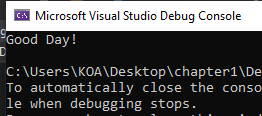 Microsoft Visual Studio Debug Console
Good Day!
C:\Users\KOA\Desktop\chapter1\De
To automatically close the conso
le when debugging stops.